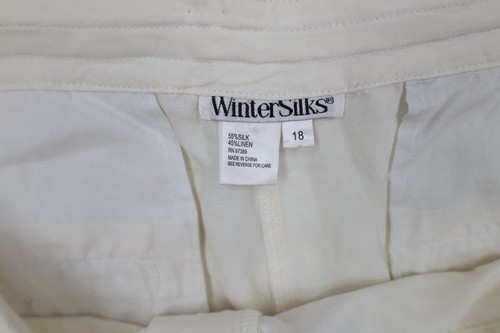 WinterSilks®
55%SILK
45%LINEN
RN 97369
MADE IN CHINA
SEE REVERSE FOR CARE
18